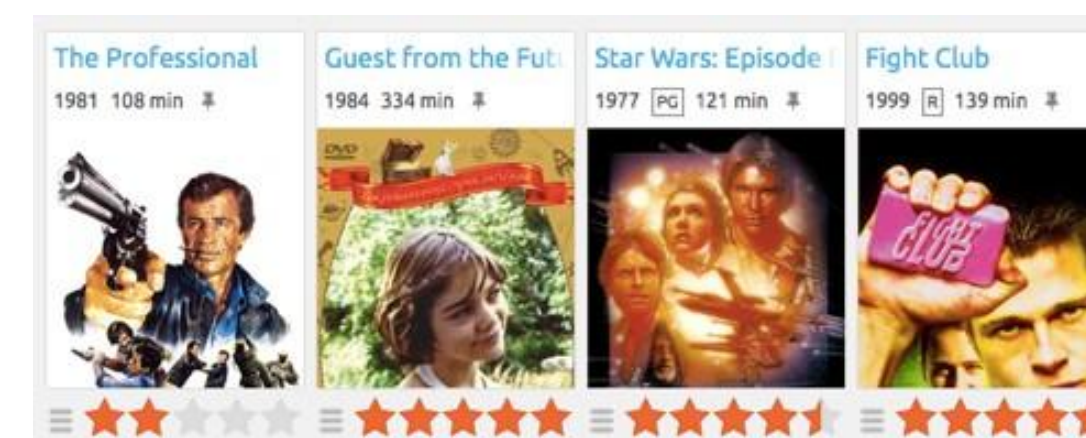 The Professional
1981 108 min
Guest from the Futu
1984 334 min
DVD
Star Wars: Episode
1977 PG 121 min
Fight Club
1999 R 139 min
FIGHT
CLUB